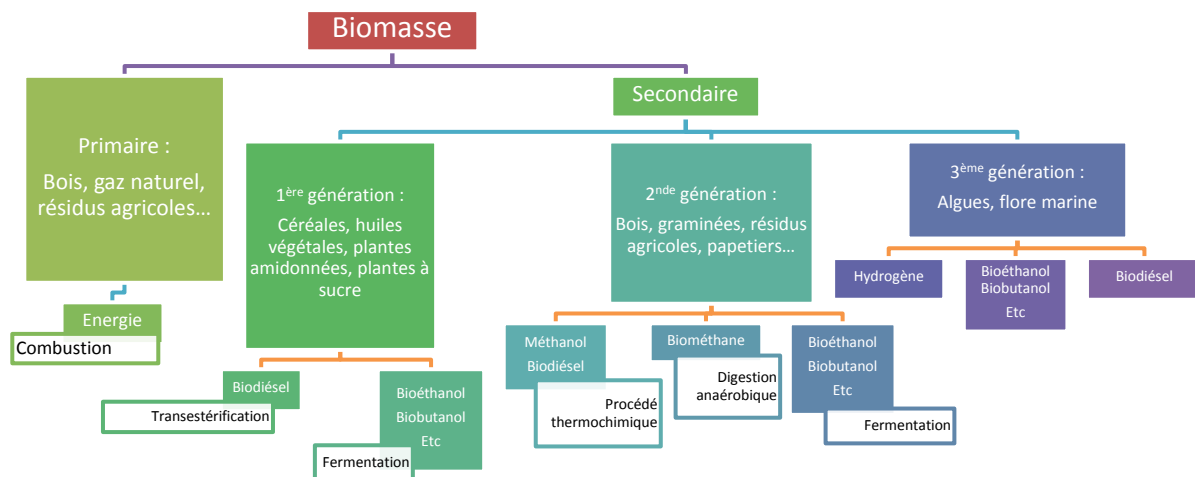 Biomasse
Primaire :
Bois, gaz naturel,
résidus agricoles...
Energie
Combustion
Secondaire
1ère génération :
Céréales, huiles
végétales, plantes
amidonnées, plantes à
sucre
Biodiésel
Transestérification
Bioéthanol
Biobutanol
Etc
Fermentation
2nde génération :
Bois, graminées, résidus
agricoles, papetiers...
Méthanol
Biodiésel
Procédé
thermochimique
Biométhane
Digestion
anaérobique
Bioéthanol
Biobutanol
Etc
Fermentation
3ème génération :
Algues, flore marine
Hydrogène
Bioéthanol
Biobutanol
Etc
Biodiésel